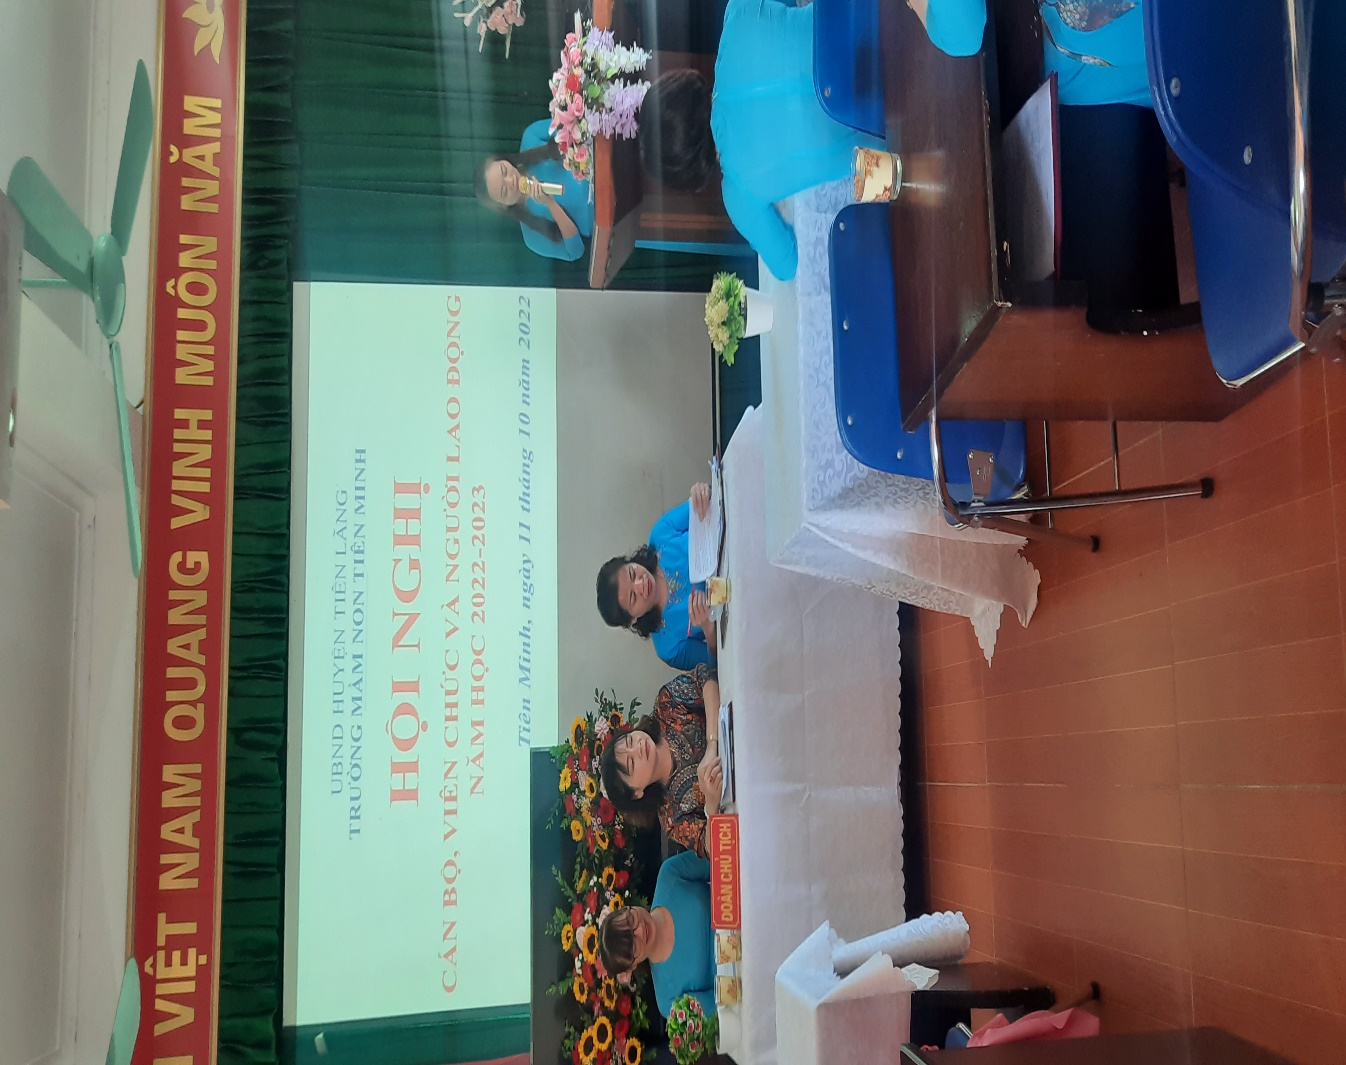 VIỆT NAM QUANG VINH MUÔN NĂM
UBND HUYỆN TIÊN LÃNG
TRƯỜNG MẦM NON TIÊN MINH
HỘI NGHỊ
CÁN BỘ, VIÊN CHỨC VÀ NGƯỜI LAO ĐỘNG
NĂM HỌC 2022-2023
Tiên Minh, ngày 11 tháng 10 năm 2022
ĐOÀN CHỦ TỊCH